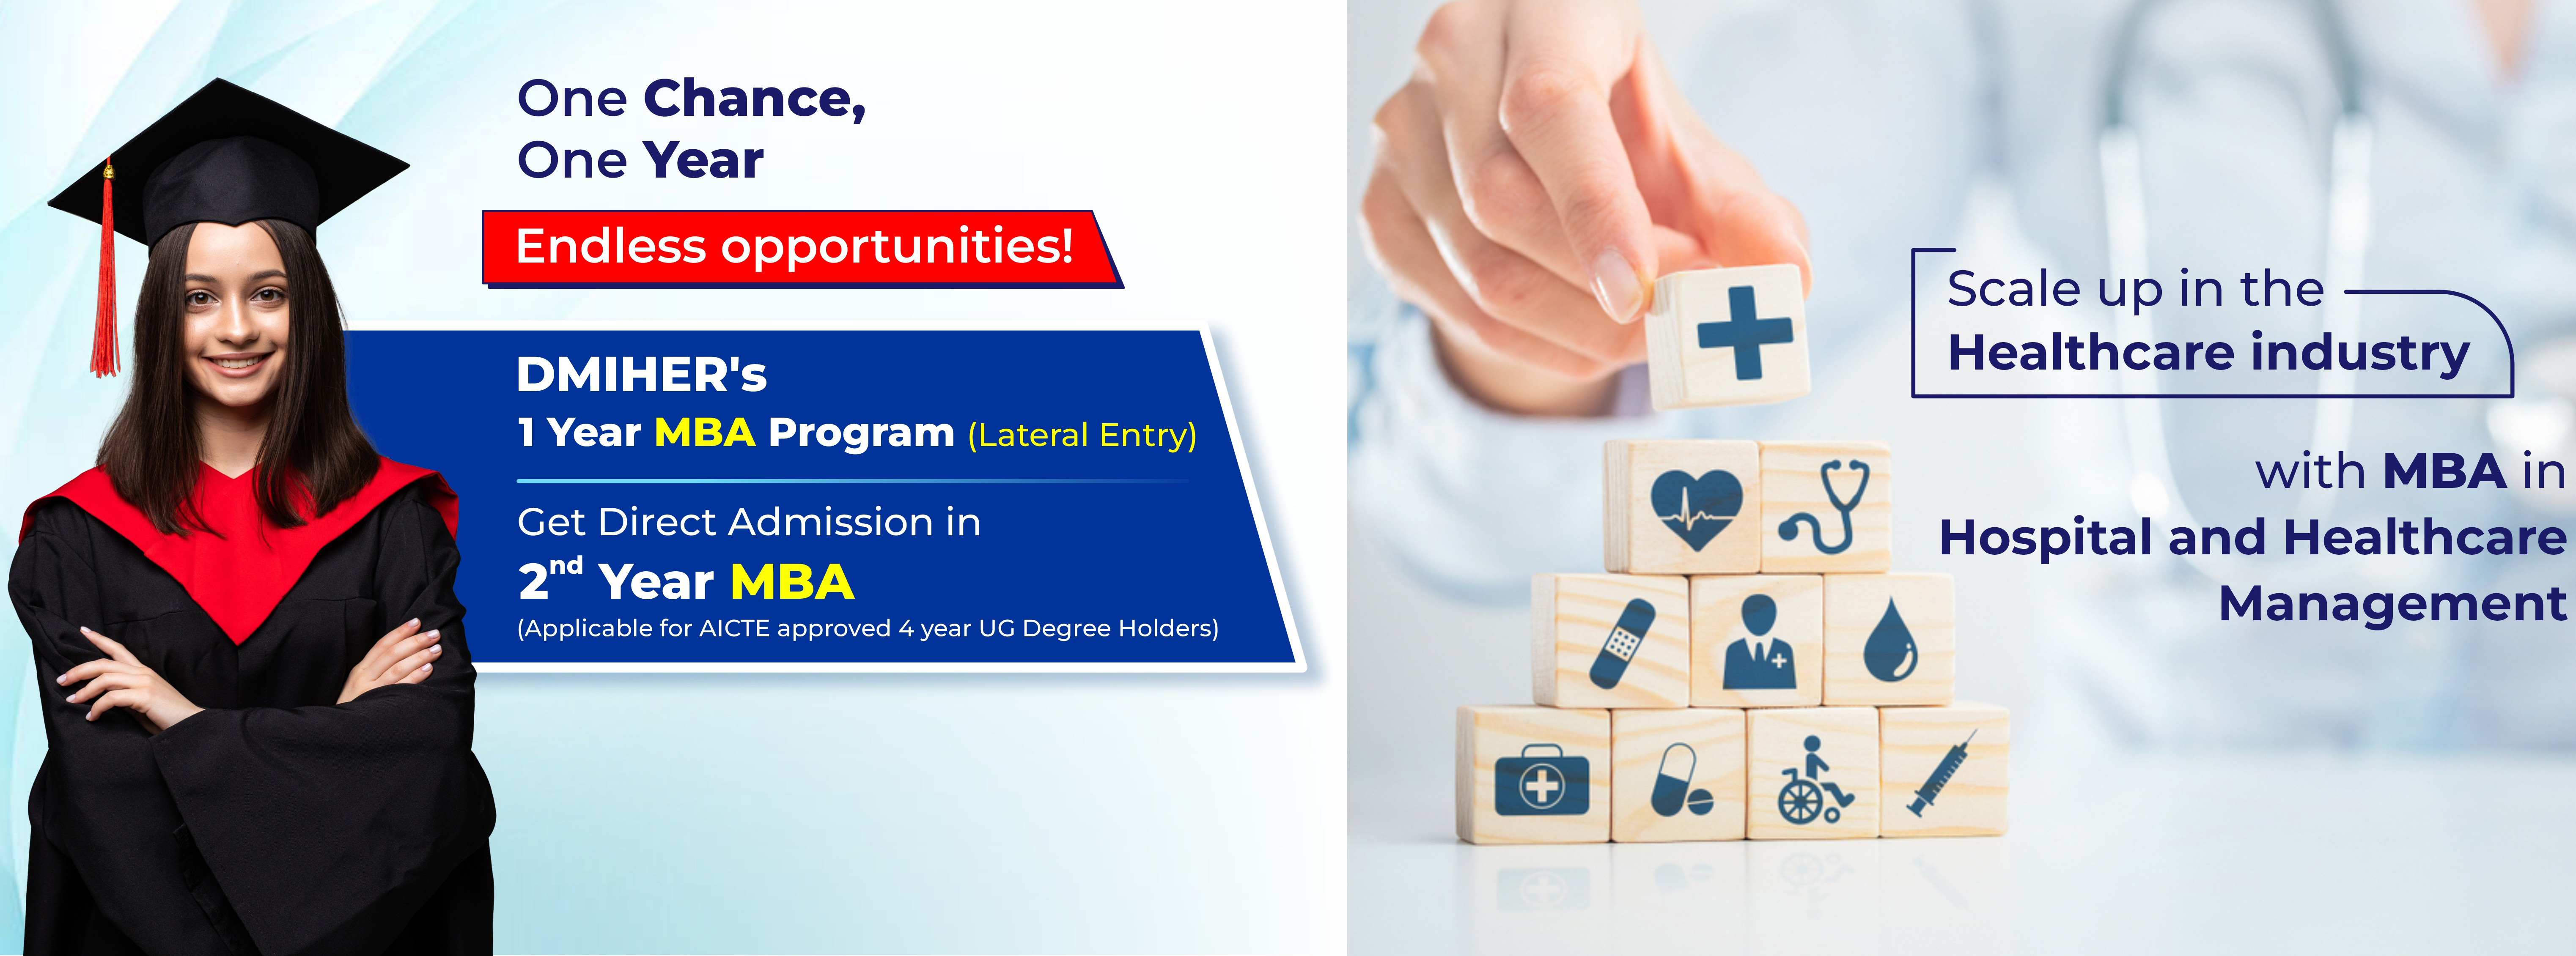 One Chance,
One Year
Endless opportunities!
DMIHER's
1 Year MBA Program (Lateral Entry)
Get Direct Admission in
2nd Year MBA
(Applicable for AICTE approved 4 year UG Degree Holders)
Scale up in the
Healthcare industry
with MBA in
Hospital and Healthcare
Management